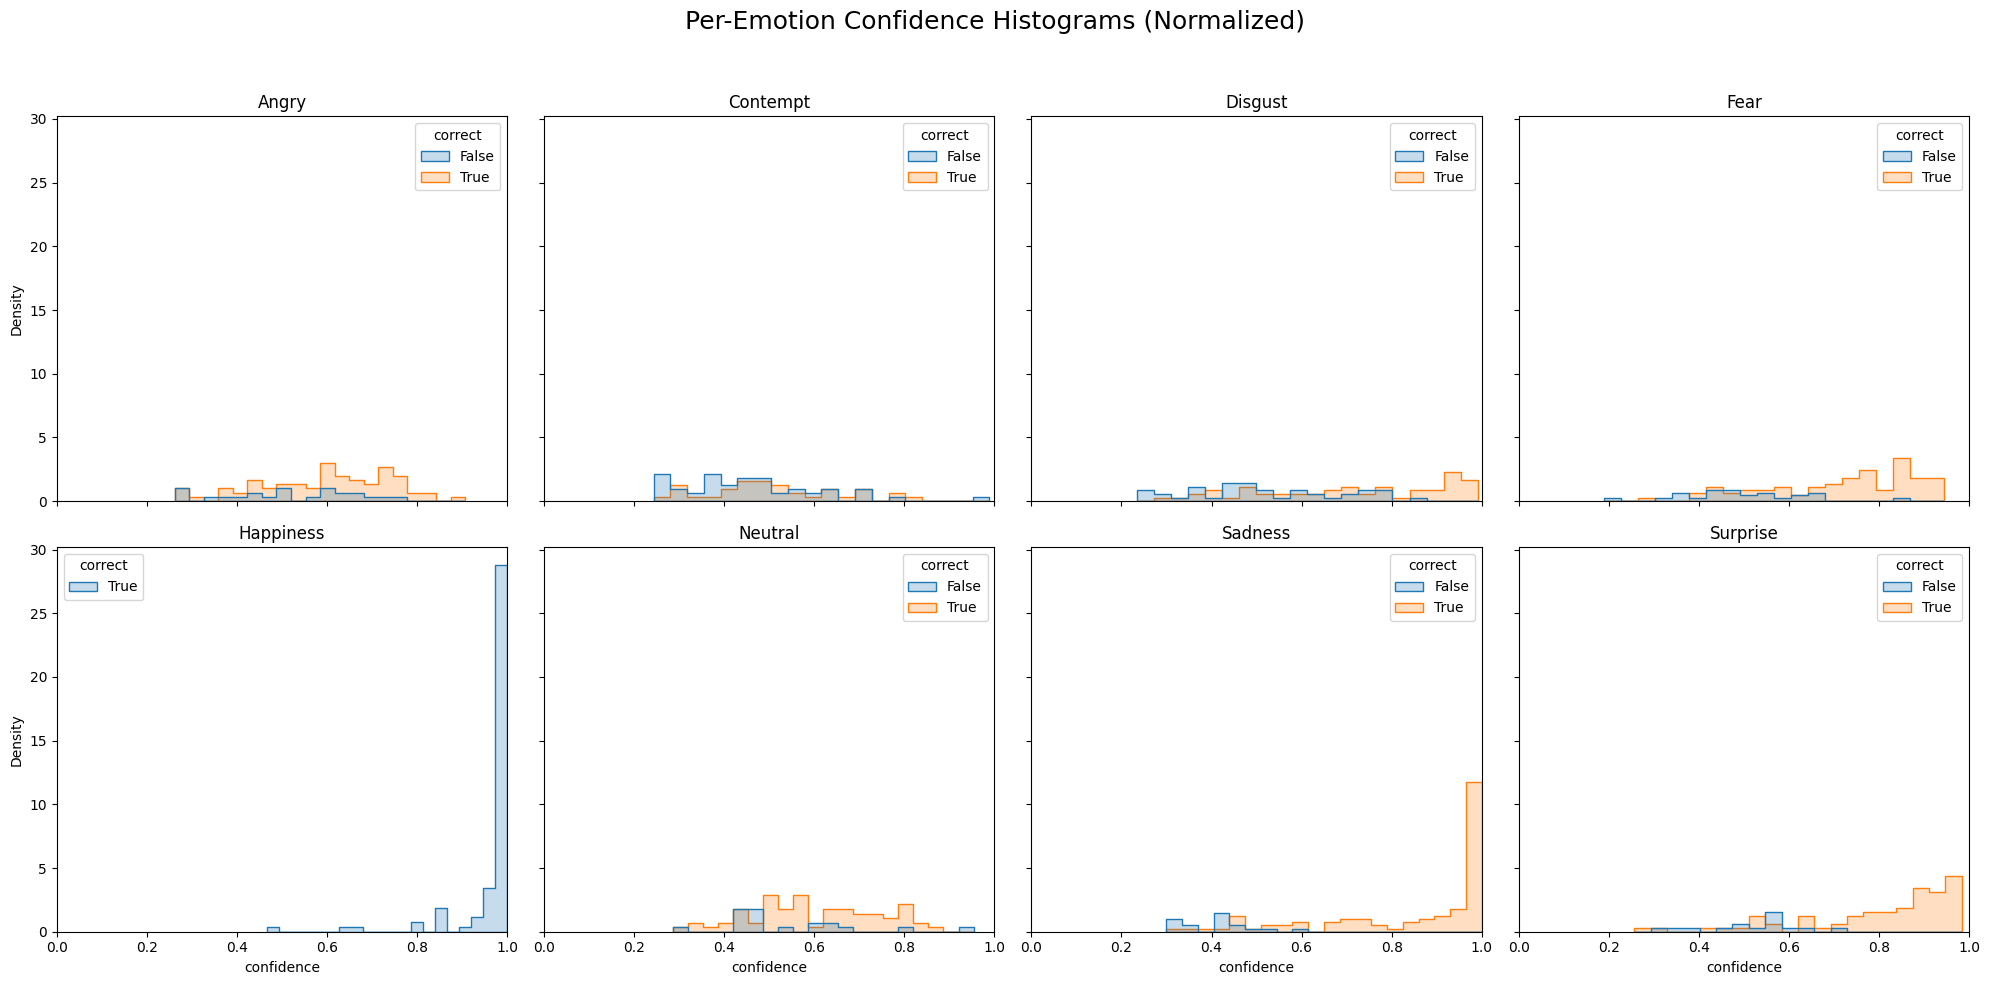 Per-Emotion Confidence Histograms (Normalized)
Angry
Contempt
Disgust
Fear
30
25
20
15
10
5
0
Density
correct
False
True
correct
False
True
correct
False
True
correct
False
True
Happiness
Neutral
Sadness
Surprise
30
25
20
15
10
5
0
Density
correct
True
correct
False
True
correct
False
True
correct
False
True
0.0 0.2 0.4 0.6 0.8 1.0
0.0 0.2 0.4 0.6 0.8 1.0
0.0 0.2 0.4 0.6 0.8 1.0
0.0 0.2 0.4 0.6 0.8 1.0
confidence
confidence
confidence
confidence